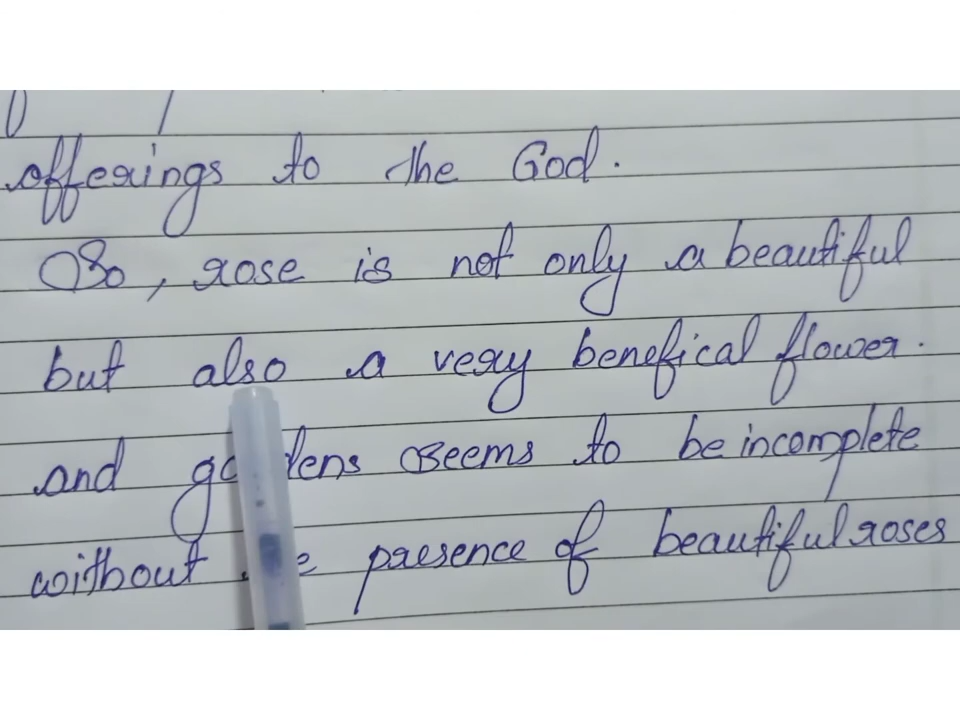 offerings to the God.
So, rose is not only a beautiful
but also a very benefical flower.
and seems to be incomplete
without presence of beautiful roses